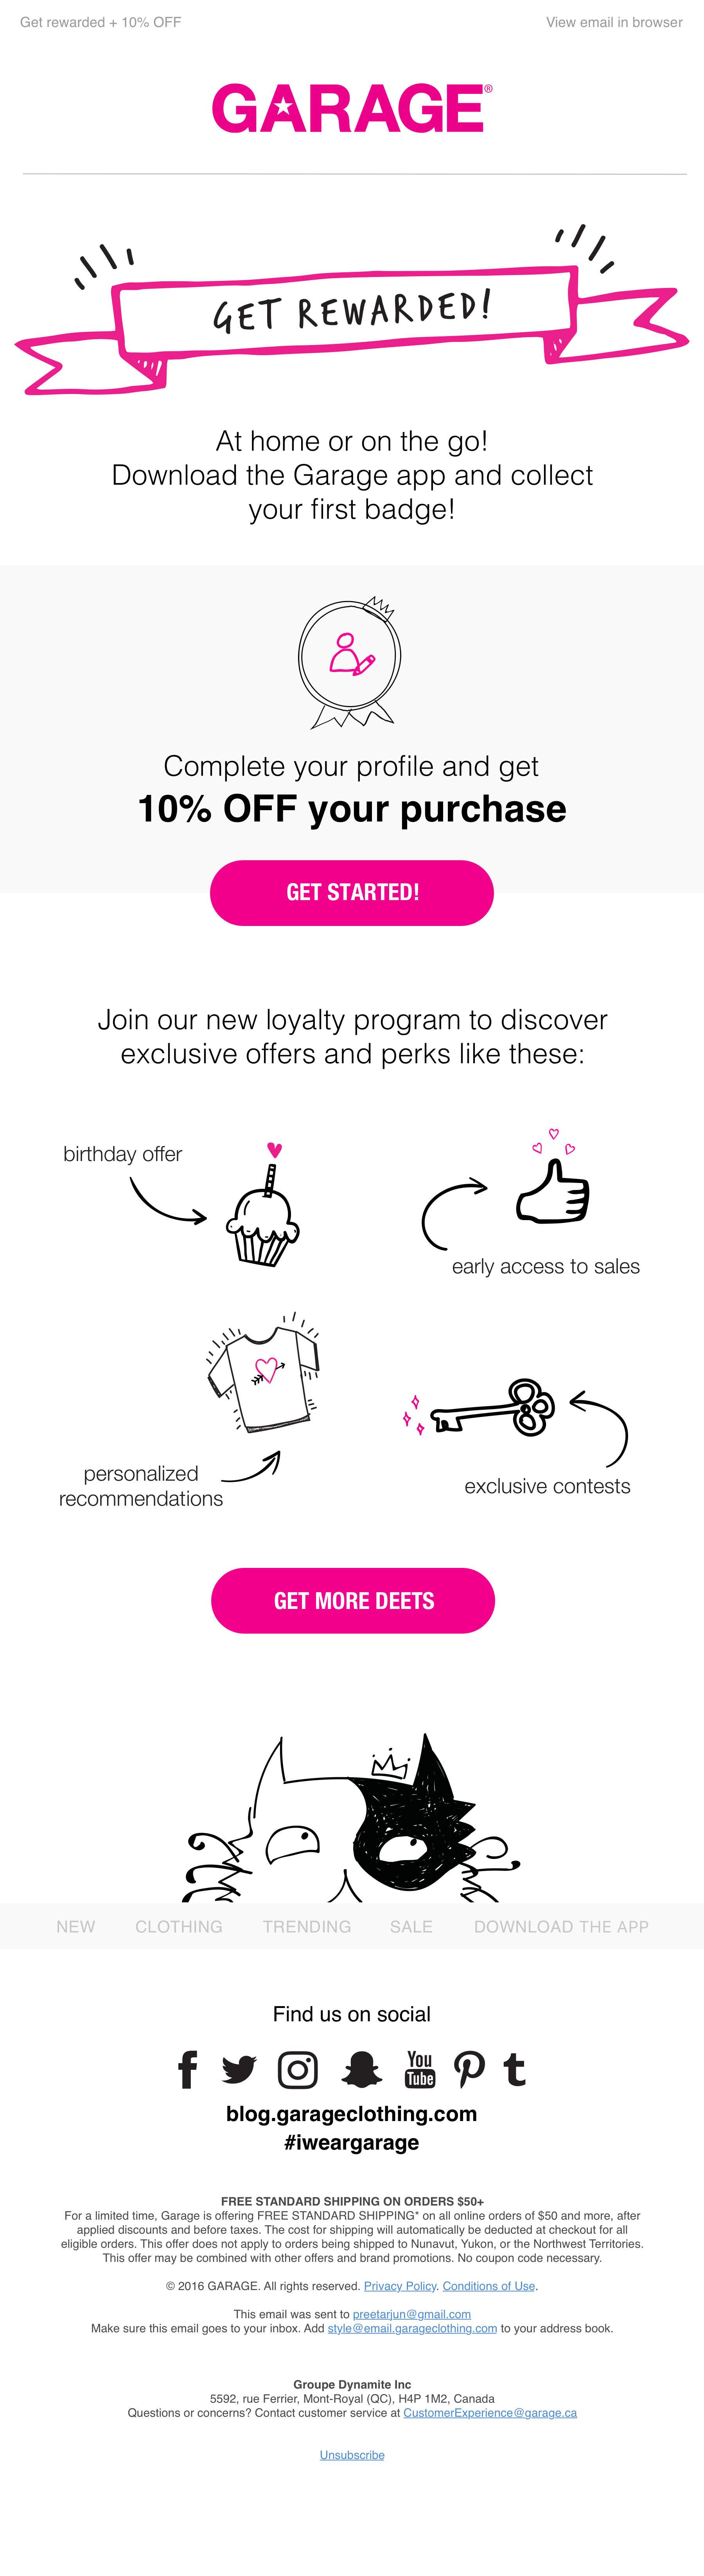 Get rewarded + 10% OFF
View email in browser
GARAGE®
GET REWARDED!
At home or on the go!
Download the Garage app and collect
your first badge!
Complete your profile and get
10% OFF your purchase
GET STARTED!
Join our new loyalty program to discover
exclusive offers and perks like these:
birthday offer
early access to sales
personalized
recommendations
exclusive contests
GET MORE DEETS
NEW CLOTHING TRENDING SALE DOWNLOAD THE APP
Find us on social
You
Tube
blog.garageclothing.com
#iweargarage
FREE STANDARD SHIPPING ON ORDERS $50+
For a limited time, Garage is offering FREE STANDARD SHIPPING* on all online orders of $50 and more, after
applied discounts and before taxes. The cost for shipping will automatically be deducted at checkout for all
eligible orders. This offer does not apply to orders being shipped to Nunavut, Yukon, or the Northwest Territories.
This offer may be combined with other offers and brand promotions. No coupon code necessary.
© 2016 GARAGE. All rights reserved. Privacy Policy. Conditions of Use.
This email was sent to preetarjun@gmail.com
Make sure this email goes to your inbox. Add style@email.garageclothing.com to your address book.
Groupe Dynamite Inc
5592, rue Ferrier, Mont-Royal (QC), H4P 1M2, Canada
Questions or concerns? Contact customer service at CustomerExperience@garage.ca
Unsubscribe